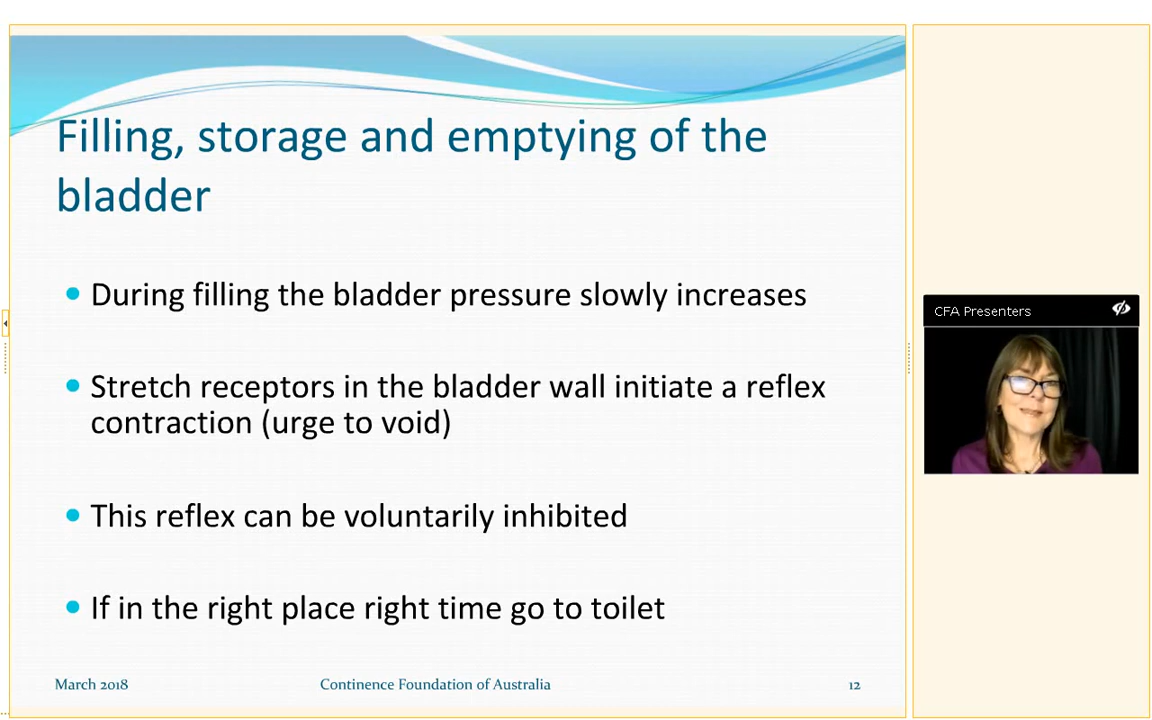 Filling, storage and emptying of the
bladder
During filling the bladder pressure slowly increases
Stretch receptors in the bladder wall initiate a reflex
contraction (urge to void)
This reflex can be voluntarily inhibited
If in the right place right time go to toilet
March 2018
Continence Foundation of Australia
12
CFA Presenters